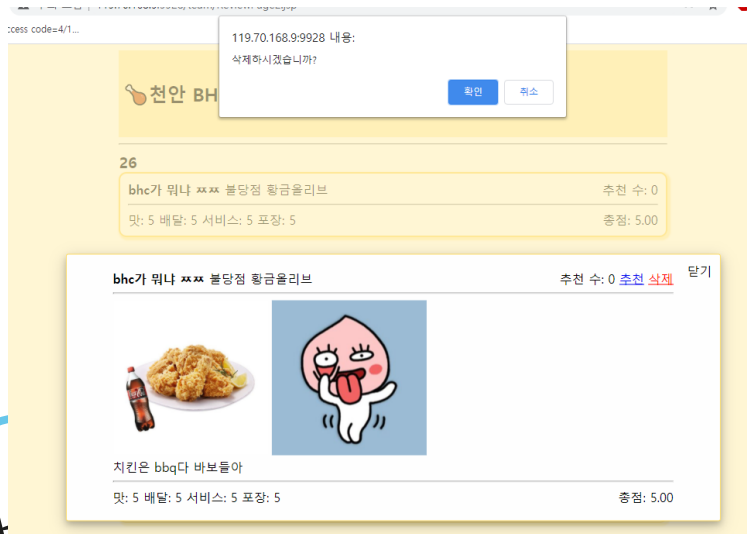 ccess code=4/1...
119.70.168.9:9928 내용:
삭제하시겠습니까?
확인 취소
천안 BH
26
bhc가 뭐냐 ㅉㅉ 불당점 황금올리브 추천 수: 0
맛: 5 배달: 5 서비스: 5 포장: 5 총점: 5.00
닫기
bhc가 뭐냐 ㅉㅉ 불당점 황금올리브 추천 수: 0 추천 삭제
치킨은 bbq다 바보들아
맛: 5 배달: 5 서비스: 5 포장: 5 총점: 5.00